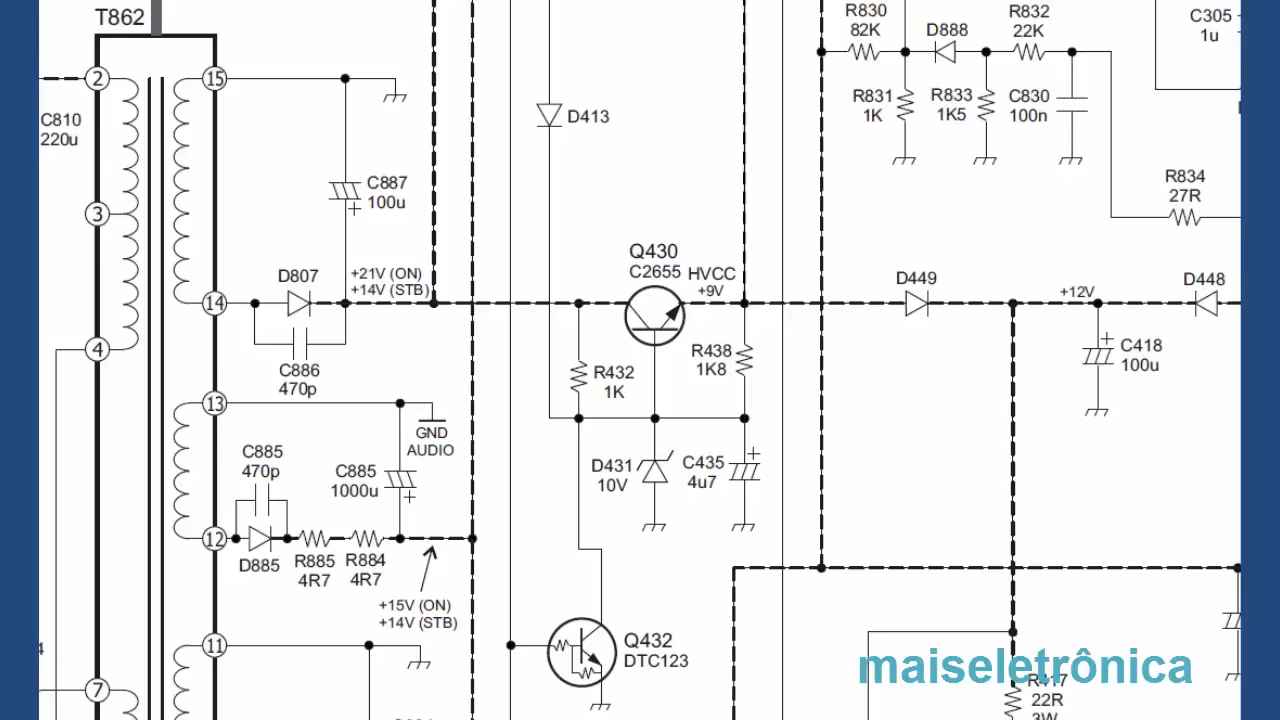 T862
2
3
4
7
15
14
13
12
11
C810
220u
C887
100u
D807
+21V (ON)
+14V (STB)
C886
470p
GND
AUDIO
C885
470p
C885
1000u
D885
R885
4R7
R884
4R7
+15V (ON)
+14V (STB)
D413
Q430
C2655
HVCC
+9V
R432
1K
R438
1K8
D431
10V
C435
4u7
Q432
DTC123
R830
82K
D888
R832
22K
C305
1u
R831
1K
R833
1K5
C830
100n
R834
27R
D449
+12V
D448
C418
100u
maiseletrônica
R417
22R
3W